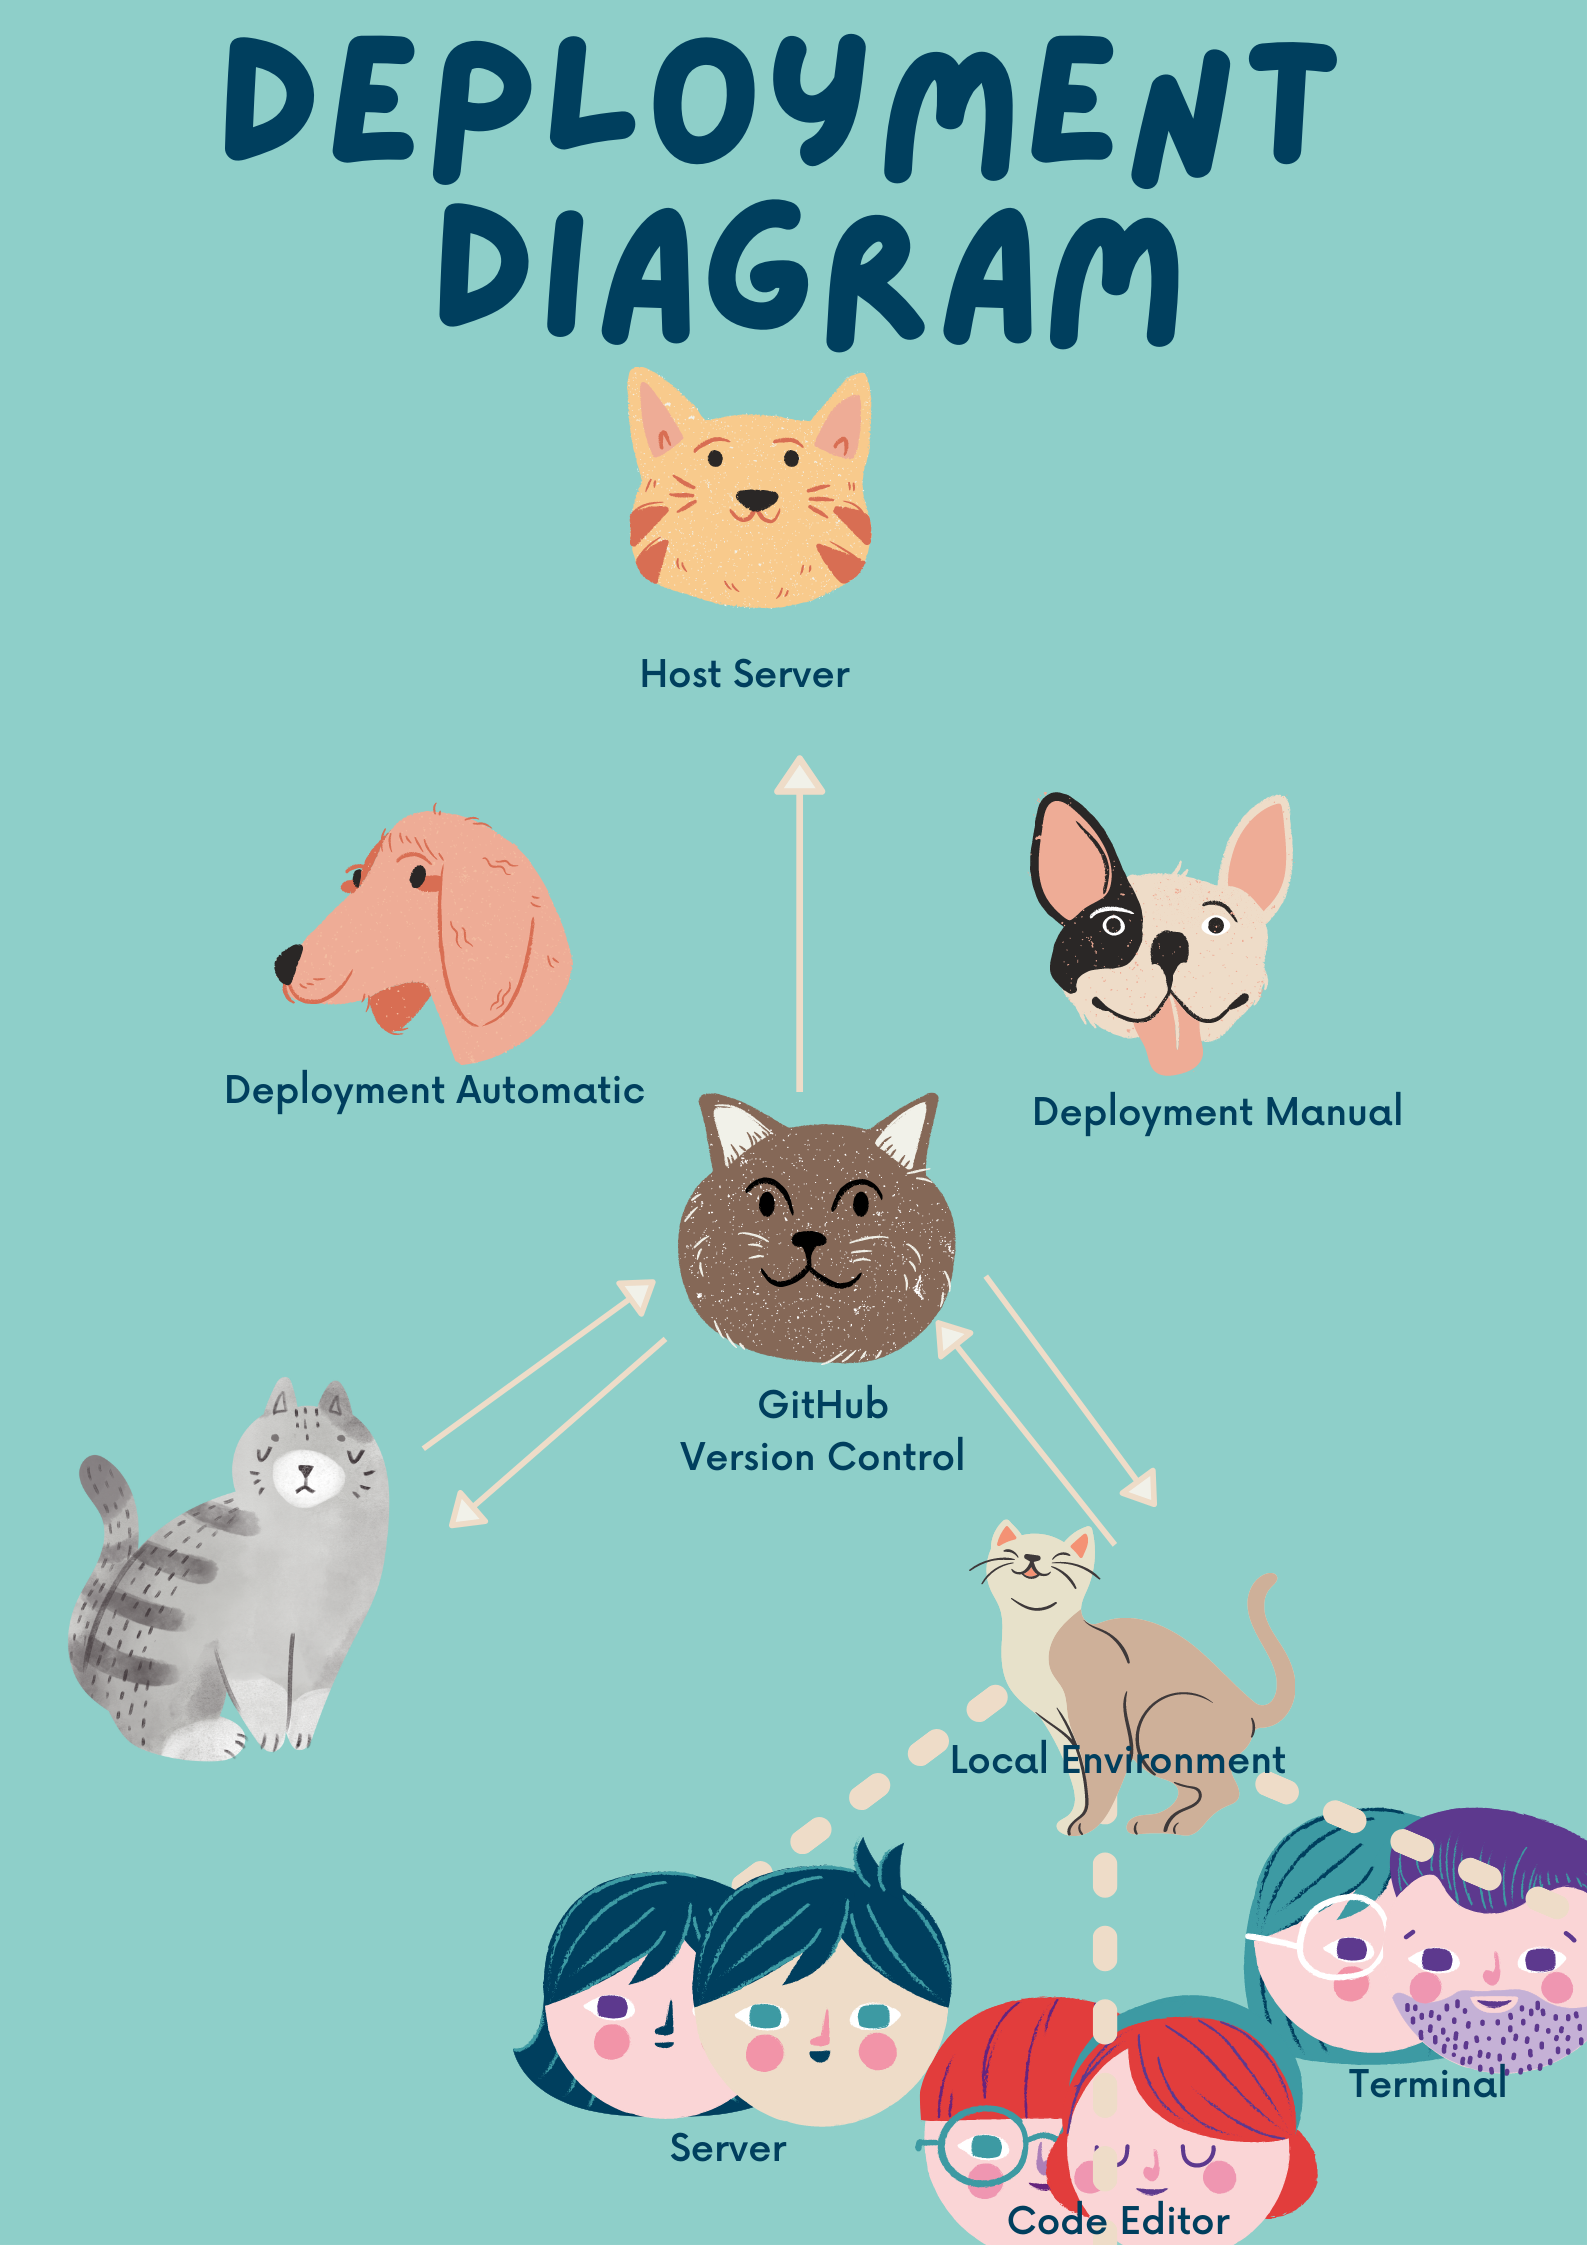 DEPLOYMENT
DIAGRAM
Host Server
Deployment Automatic
Deployment Manual
GitHub
Version Control
Local Environment
Terminal
Server
Code Editor